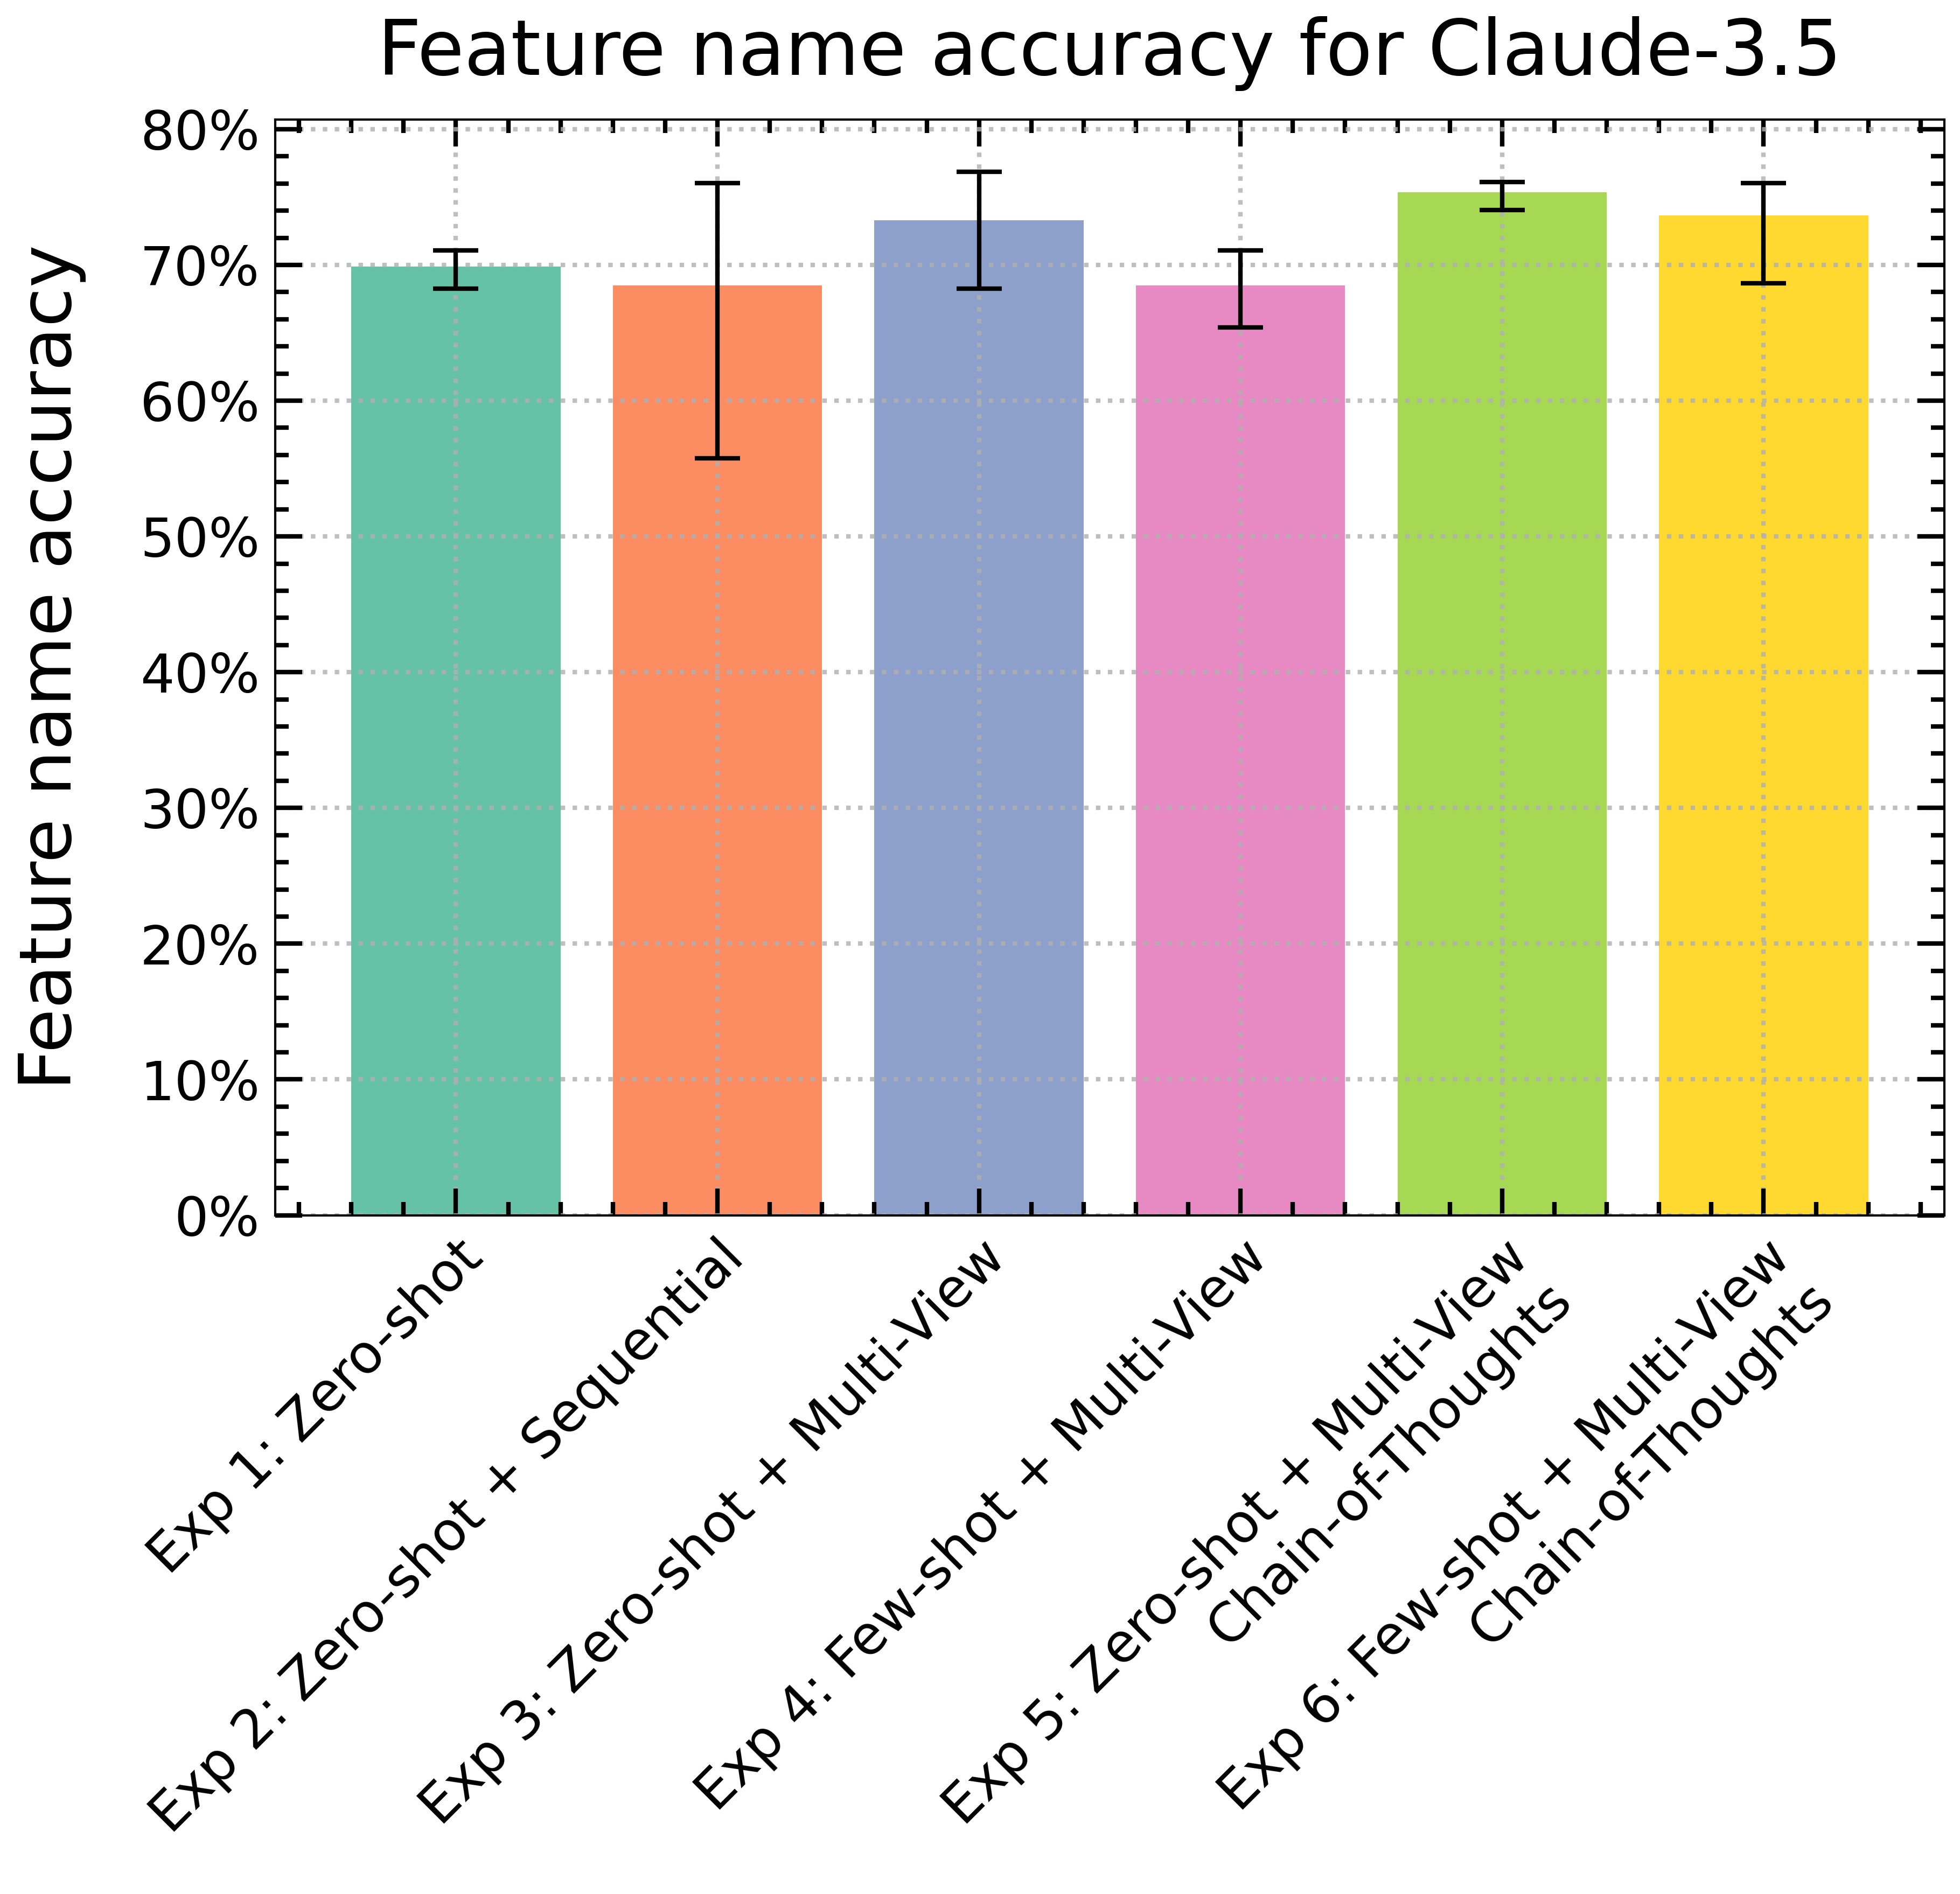 Feature name accuracy for Claude-3.5
Feature name accuracy
80%
70%
60%
50%
40%
30%
20%
10%
0%
Exp 1: Zero-shot
Exp 2: Zero-shot + Sequential
Exp 3: Zero-shot + Multi-View
Exp 4: Few-shot + Multi-View
Exp 5: Zero-shot + Multi-View
Chain-of-Thoughts
Exp 6: Few-shot + Multi-View
Chain-of-Thoughts